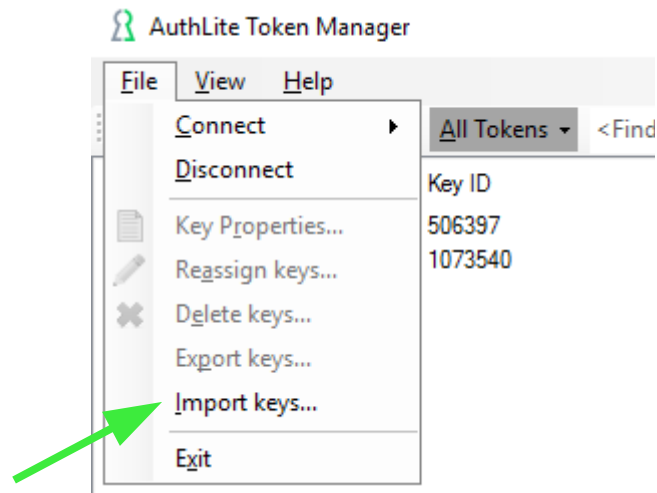 AuthLite Token Manager
File View Help
Connect
All Tokens <Find
Disconnect
Key ID
Key Properties...
506397
Reassign keys...
1073540
Delete keys...
Export keys...
Import keys...
Exit